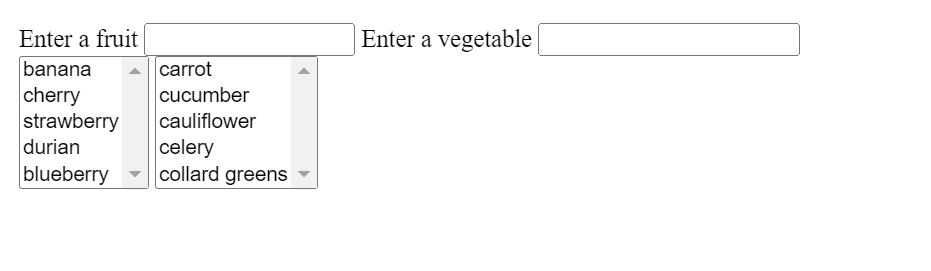 Enter a fruit Enter a vegetable
banana carrot
cherry cucumber
strawberry cauliflower
durian celery
blueberry collard greens